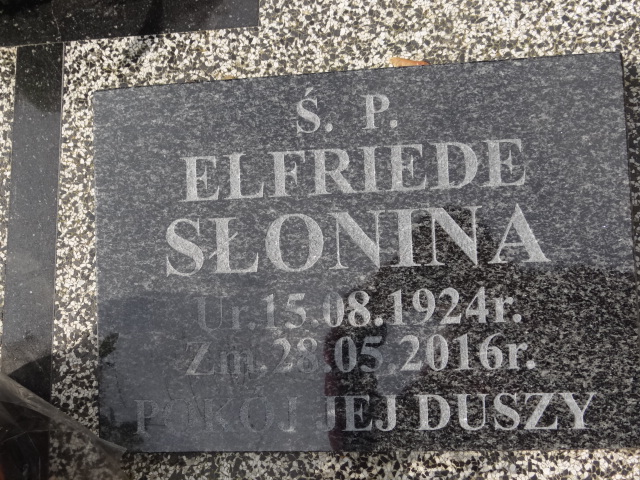 Ś. P.
ELFRIEDE
SŁONINA
Ur.15.08.1924r.
Zm.28.05.2016r.
POKÓJ JEJ DUSZY